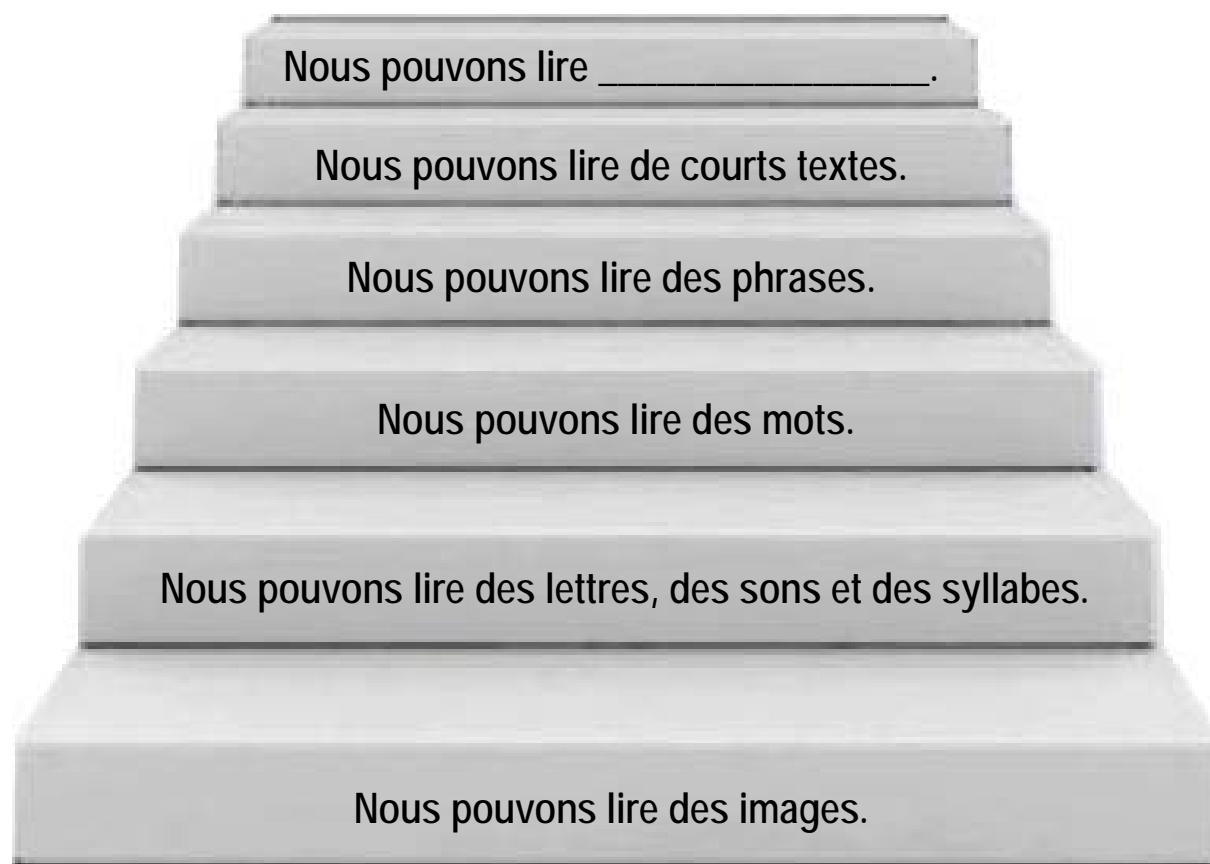 Nous pouvons lire _________________.
Nous pouvons lire de courts textes.
Nous pouvons lire des phrases.
Nous pouvons lire des mots.
Nous pouvons lire des lettres, des sons et des syllabes.
Nous pouvons lire des images.